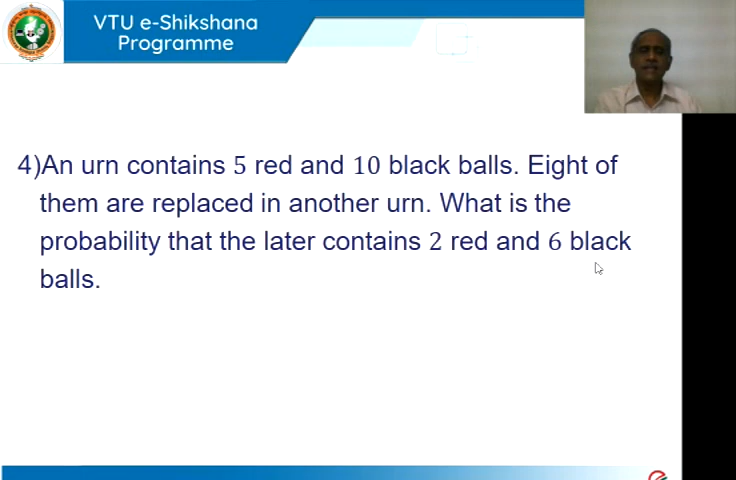 VTU e-Shikshana
Programme
4)An urn contains 5 red and 10 black balls. Eight of
them are replaced in another urn. What is the
probability that the later contains 2 red and 6 black
balls.